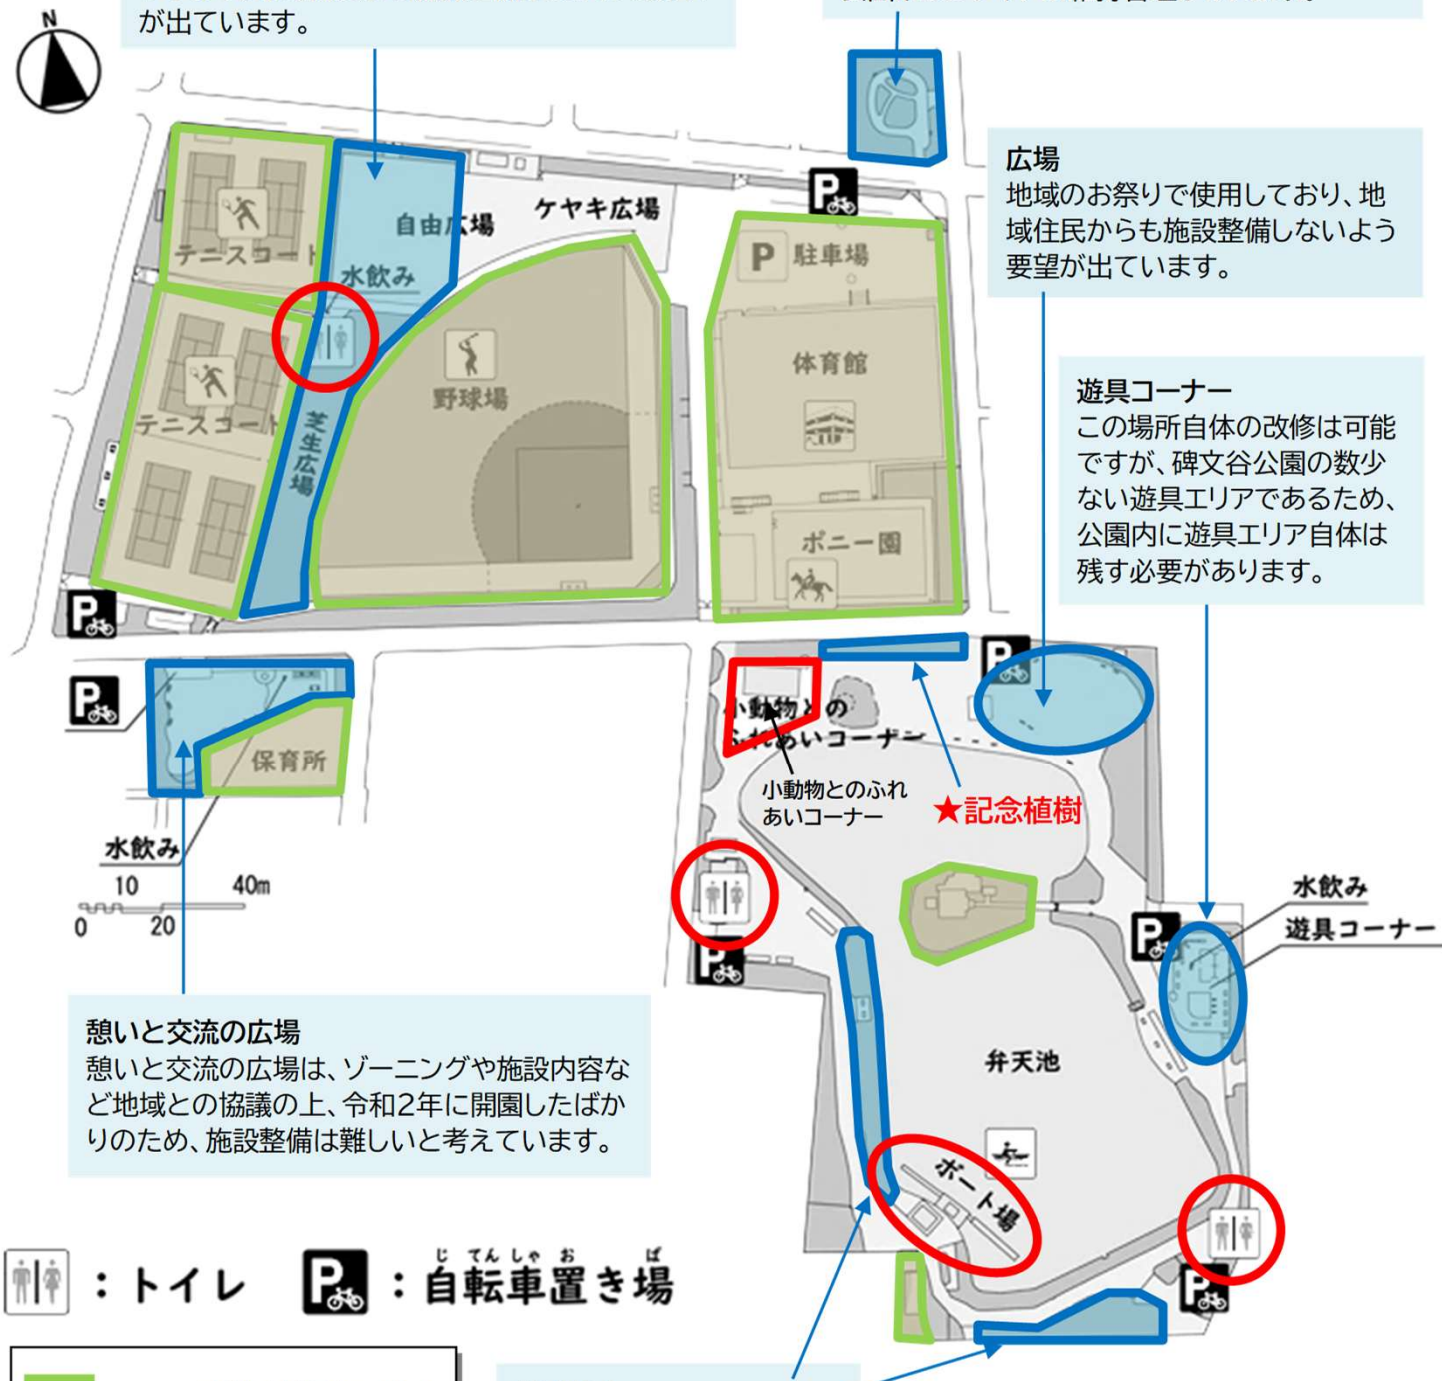 が出ています。
N
広場
地域のお祭りで使用しており、地
域住民からも施設整備しないよう
要望が出ています。
P
ケヤキ広場
自由広場
テニスコート
水飲み
P 駐車場
体育館
遊具コーナー
この場所自体の改修は可能
ですが、碑文谷公園の数少
ない遊具エリアであるため、
公園内に遊具エリア自体は
残す必要があります。
野球場
テニスコート
芝生広場
ポニー園
P
P
P
小動物との
ふれあいコーナー
保育所
小動物とのふれ
あいコーナー
★記念植樹
水飲み
10 40m
0 20
水飲み
遊具コーナー
P
P
憩いと交流の広場
憩いと交流の広場は、ゾーニングや施設内容な
ど地域との協議の上、令和2年に開園したばか
りのため、施設整備は難しいと考えています。
弁天池
ボート場
P
：トイレ
P ：自転車置き場
じ てん しゃ お ば